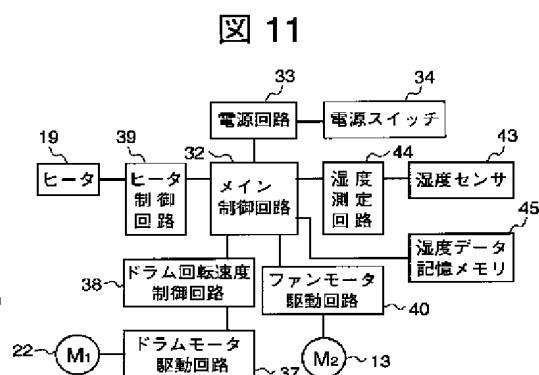 図 11
33
34
電源回路
電源スイッチ
19
39
32
44
43
ヒータ
ヒータ
制御
回路
メイン
制御回路
湿度
測定
回路
湿度センサ
45
湿度データ
記憶メモリ
ドラム回転速度
制御回路
38
ファンモータ
駆動回路
40
22
M₁
ドラムモータ
駆動回路
37
M₂
13